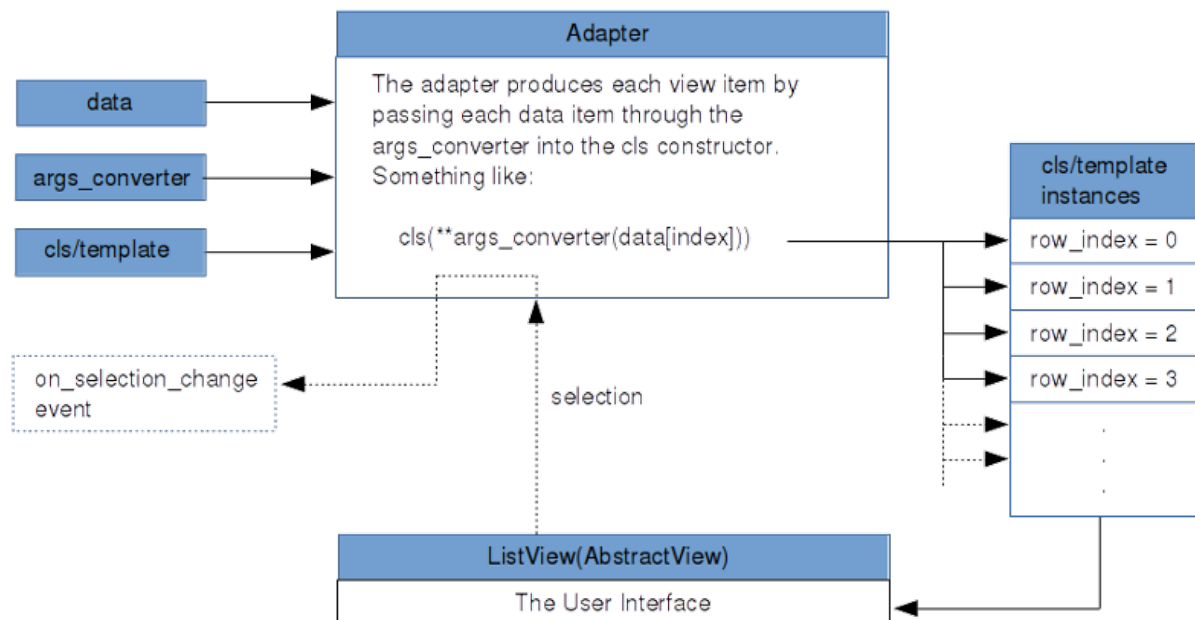 Adapter
The adapter produces each view item by
passing each data item through the
args_converter into the cls constructor.
Something like:
cls(**args_converter(data[index]))
data
args_converter
cls/template
cls/template
instances
row_index = 0
row_index = 1
row_index = 2
row_index = 3
.
.
.
on_selection_change
event
selection
ListView(AbstractView)
The User Interface